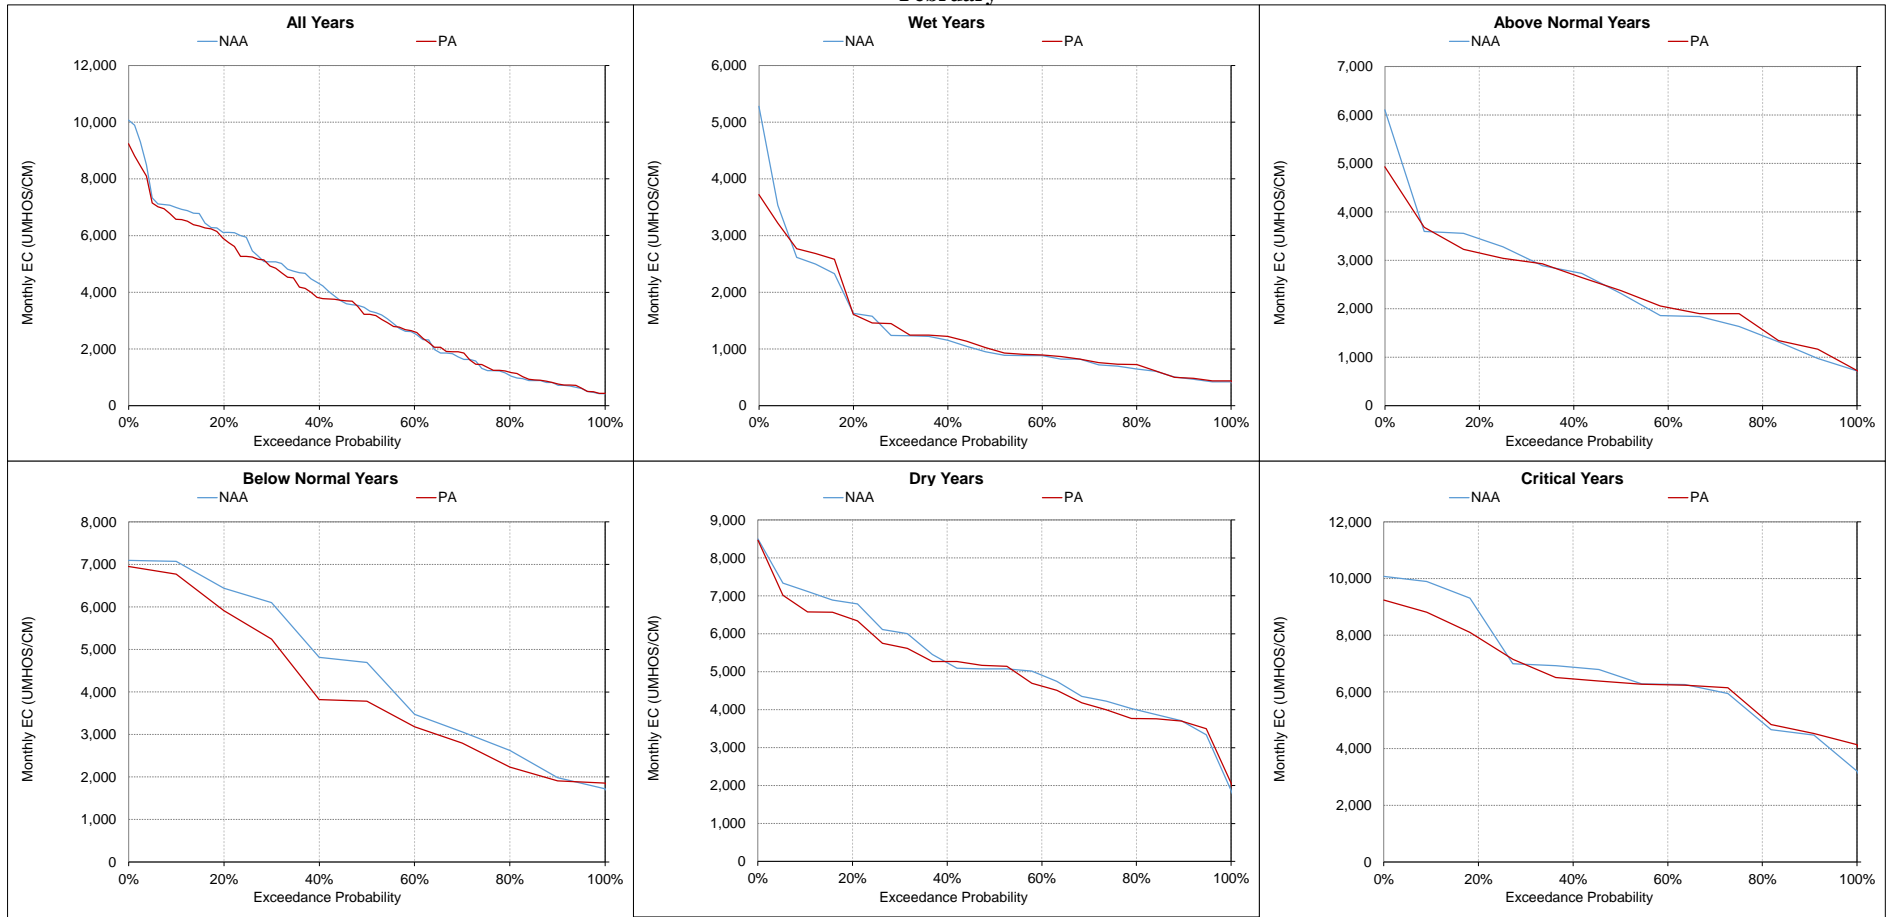 February
All Years
NAA PA
12,000
10,000
8,000
6,000
4,000
2,000
0
Monthly EC (UMHOS/CM)
0% 20% 40% 60% 80% 100%
Exceedance Probability
Wet Years
NAA PA
6,000
5,000
4,000
3,000
2,000
1,000
0
Monthly EC (UMHOS/CM)
0% 20% 40% 60% 80% 100%
Exceedance Probability
Above Normal Years
NAA PA
7,000
6,000
5,000
4,000
3,000
2,000
1,000
0
Monthly EC (UMHOS/CM)
0% 20% 40% 60% 80% 100%
Exceedance Probability
Below Normal Years
NAA PA
8,000
7,000
6,000
5,000
4,000
3,000
2,000
1,000
0
Monthly EC (UMHOS/CM)
0% 20% 40% 60% 80% 100%
Exceedance Probability
Dry Years
NAA PA
9,000
8,000
7,000
6,000
5,000
4,000
3,000
2,000
1,000
0
Monthly EC (UMHOS/CM)
0% 20% 40% 60% 80% 100%
Exceedance Probability
Critical Years
NAA PA
12,000
10,000
8,000
6,000
4,000
2,000
0
Monthly EC (UMHOS/CM)
0% 20% 40% 60% 80% 100%
Exceedance Probability